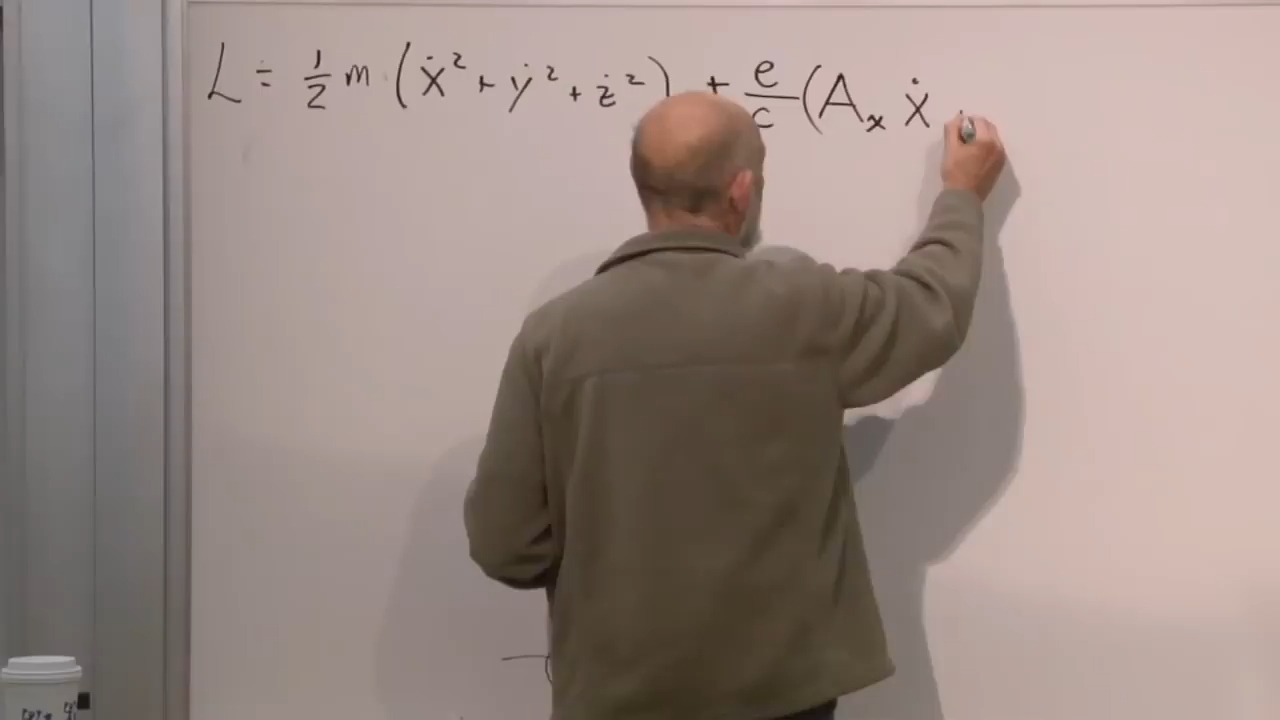 L = 1/2 m (ẋ² + ẏ² + ż²) + e/c (Aₓ ẋ